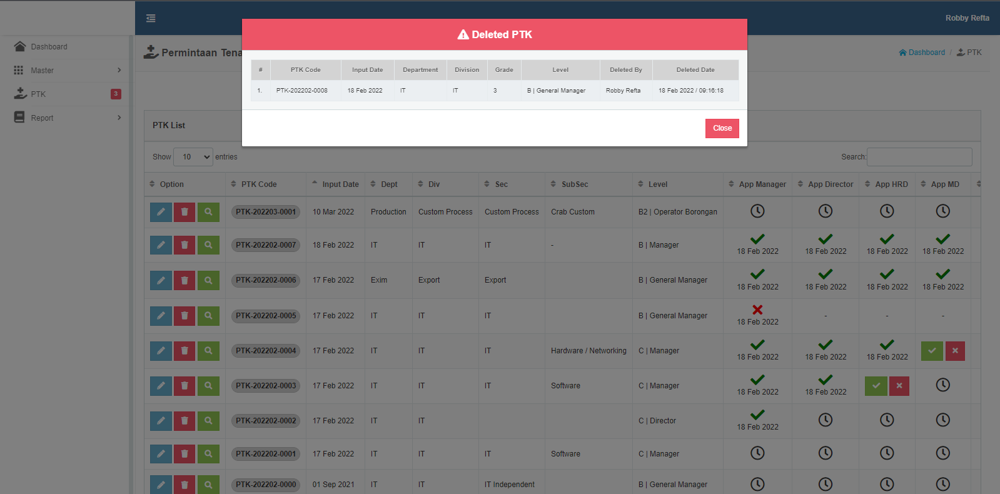 Robby Refta
Deleted PTK
Dashboard
Master
PTK 3
Report
Permintaan Tena
Dashboard / PTK
# PTK Code Input Date Department Division Grade Level Deleted By Deleted Date
1. PTK-202202-0008 18 Feb 2022 IT IT 3 B | General Manager Robby Refta 18 Feb 2022 / 09:16:18
Close
PTK List
Show 10 entries
Search:
Option PTK Code Input Date Dept Div Sec SubSec Level App Manager App Director App HRD App MD
PTK-202203-0001 10 Mar 2022 Production Custom Process Custom Process Crab Custom B2 | Operator Borongan
PTK-202202-0007 18 Feb 2022 IT IT IT - B | Manager 18 Feb 2022 18 Feb 2022 18 Feb 2022 18 Feb 2022
PTK-202202-0006 17 Feb 2022 Exim Export Export B | General Manager 18 Feb 2022 18 Feb 2022 18 Feb 2022 18 Feb 2022
PTK-202202-0005 17 Feb 2022 IT IT IT B | General Manager 18 Feb 2022 - - -
PTK-202202-0004 17 Feb 2022 IT IT IT Hardware / Networking C | Manager 18 Feb 2022 18 Feb 2022 18 Feb 2022
PTK-202202-0003 17 Feb 2022 IT IT IT Software C | Manager 18 Feb 2022 18 Feb 2022
PTK-202202-0002 17 Feb 2022 IT IT C | Director 18 Feb 2022
PTK-202202-0001 17 Feb 2022 IT IT IT Software C | Manager
PTK-202202-0000 01 Sep 2021 IT IT IT Independent B | General Manager